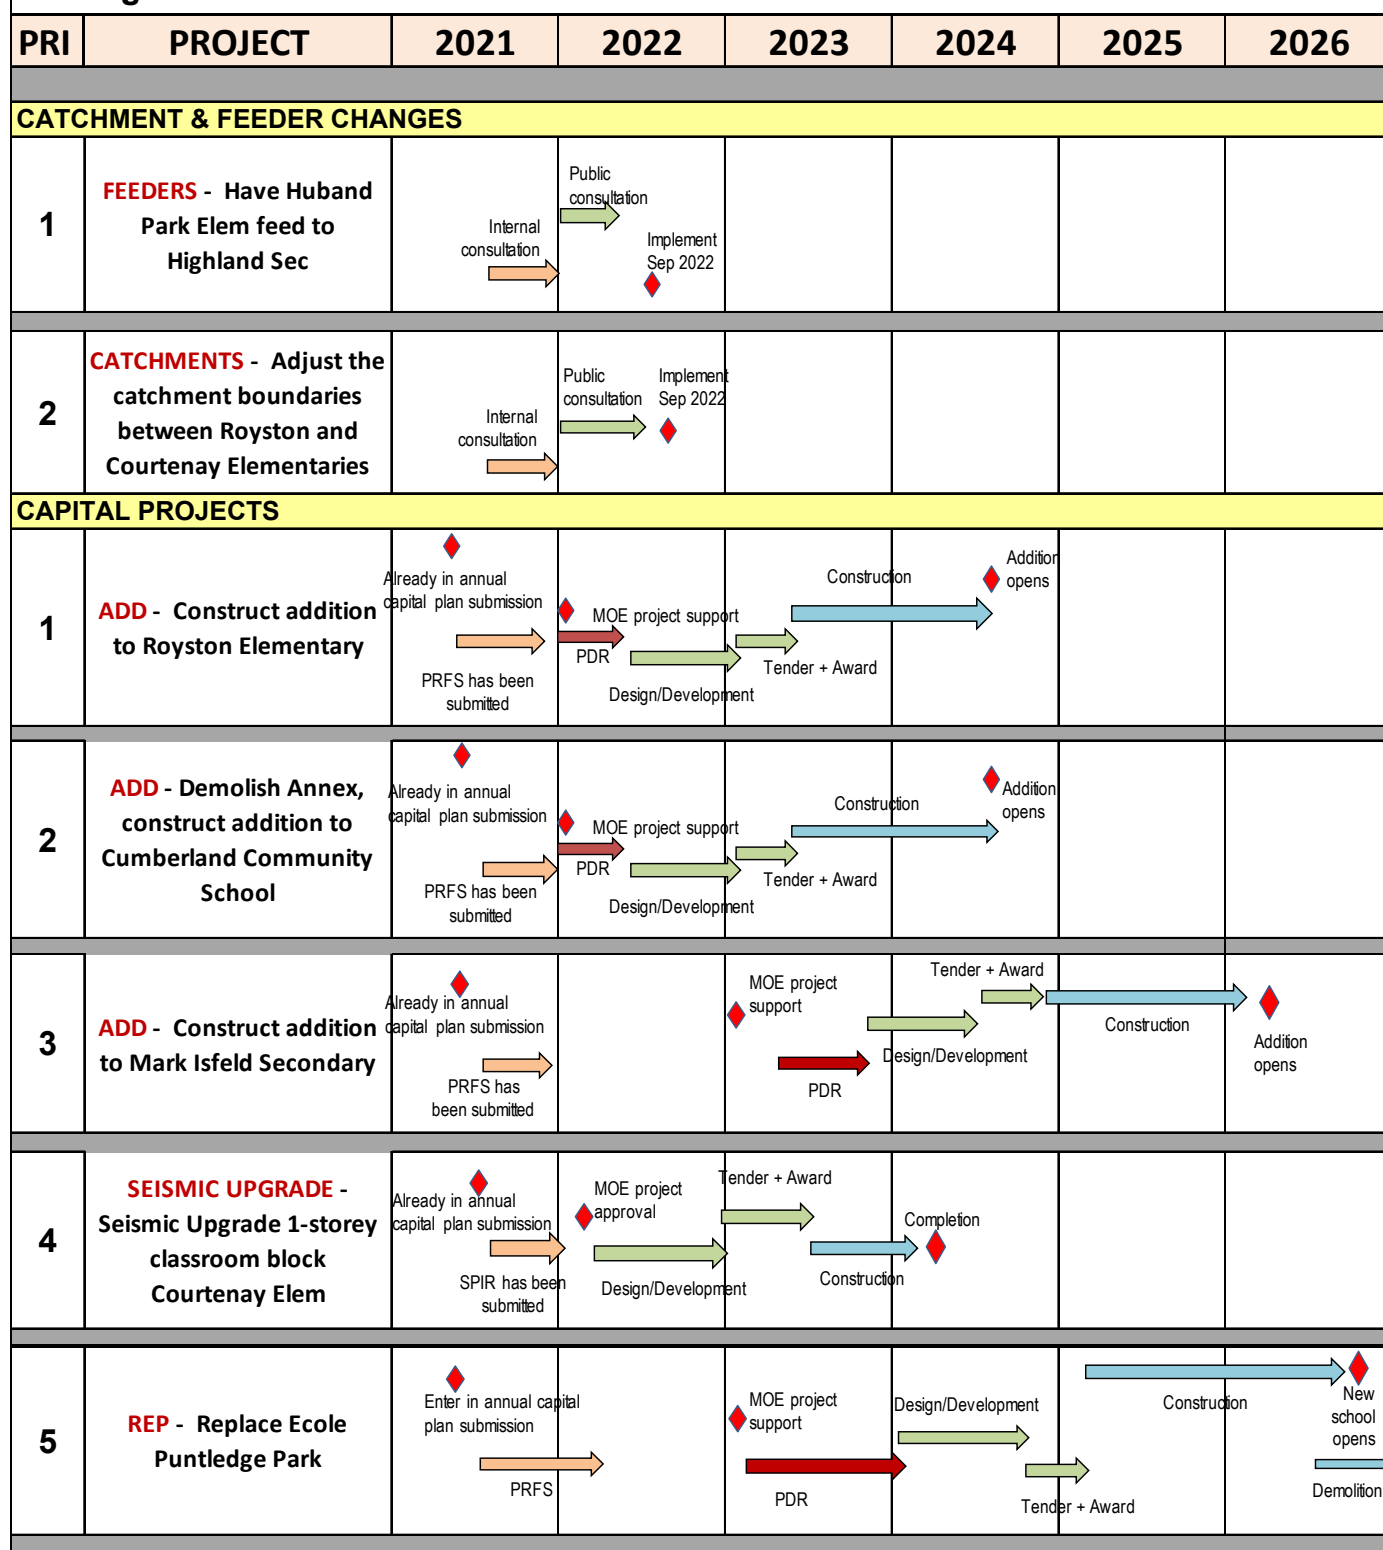 PRI PROJECT 2021 2022 2023 2024 2025 2026
CATCHMENT & FEEDER CHANGES
1
FEEDERS - Have Huband
Park Elem feed to
Highland Sec
Internal
consultation
Public
consultation
Implement
Sep 2022
2
CATCHMENTS - Adjust the
catchment boundaries
between Royston and
Courtenay Elementaries
Internal
consultation
Public
consultation
Implement
Sep 2022
CAPITAL PROJECTS
1
ADD - Construct addition
to Royston Elementary
Already in annual
capital plan submission
PRFS has been
submitted
MOE project support
PDR
Design/Development
Tender + Award
Construction
Addition
opens
2
ADD - Demolish Annex,
construct addition to
Cumberland Community
School
Already in annual
capital plan submission
PRFS has been
submitted
MOE project support
PDR
Design/Development
Tender + Award
Construction
Addition
opens
3
ADD - Construct addition
to Mark Isfeld Secondary
Already in annual
capital plan submission
PRFS has
been submitted
MOE project
support
PDR
Design/Development
Tender + Award
Construction
Addition
opens
4
SEISMIC UPGRADE -
Seismic Upgrade 1-storey
classroom block
Courtenay Elem
Already in annual
capital plan submission
SPIR has been
submitted
MOE project
approval
Design/Development
Tender + Award
Construction
Completion
5
REP - Replace Ecole
Puntledge Park
Enter in annual capital
plan submission
PRFS
MOE project
support
PDR
Design/Development
Tender + Award
Construction
New
school
opens
Demolition